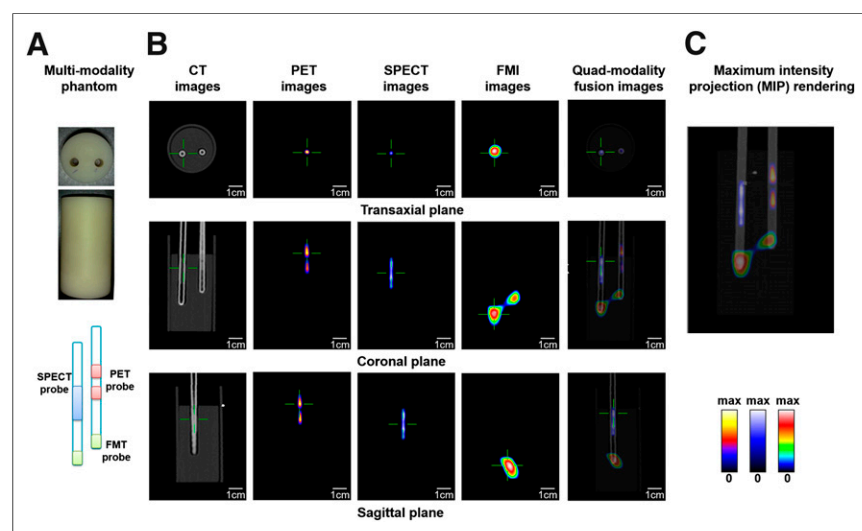 A
B
C
Multi-modality
phantom
CT
images
PET
images
SPECT
images
FMI
images
Quad-modality
fusion images
Maximum intensity
projection (MIP) rendering
1cm
1cm
1cm
1cm
1cm
Transaxial plane
1cm
1cm
1cm
1cm
1cm
Coronal plane
SPECT
probe
PET
probe
FMT
probe
1cm
1cm
1cm
1cm
1cm
Sagittal plane
max
max
max
0
0
0